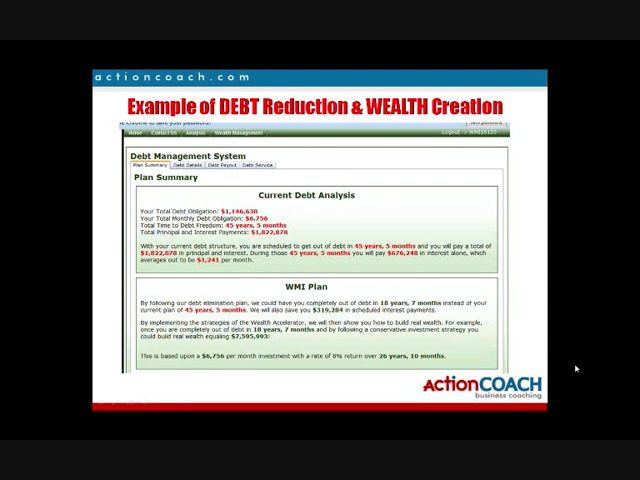 actioncoach.com
Example of DEBT Reduction & WEALTH Creation
Home Contact Us Analysis Wealth Management
Debt Management System
Plan Summary Debt Details Debt Payout Debt Service
Plan Summary
Current Debt Analysis
Your Total Debt Obligation: $1,146,630
Your Total Monthly Debt Obligation: $6,756
Total Time to Debt Freedom: 45 years, 5 months
Total Principal and Interest Payments: $1,822,878
With your current debt structure, you are scheduled to get out of debt in 45 years, 5 months and you will pay a total of
$1,822,878 in principal and interest. During those 45 years, 5 months you will pay $676,248 in interest alone, which
averages out to be $1,241 per month.
WMI Plan
By following our debt elimination plan, we could have you completely out of debt in 18 years, 7 months instead of your
current plan of 45 years, 5 months. We will also save you $319,284 in scheduled interest payments.
By implementing the strategies of the Wealth Accelerator, we will then show you how to build real wealth. For example,
once you are completely out of debt in 18 years, 7 months and by following a conservative investment strategy you
could build real wealth equaling $7,595,993!
This is based upon a $6,756 per month investment with a rate of 8% return over 26 years, 10 months.
ActionCOACH
business coaching